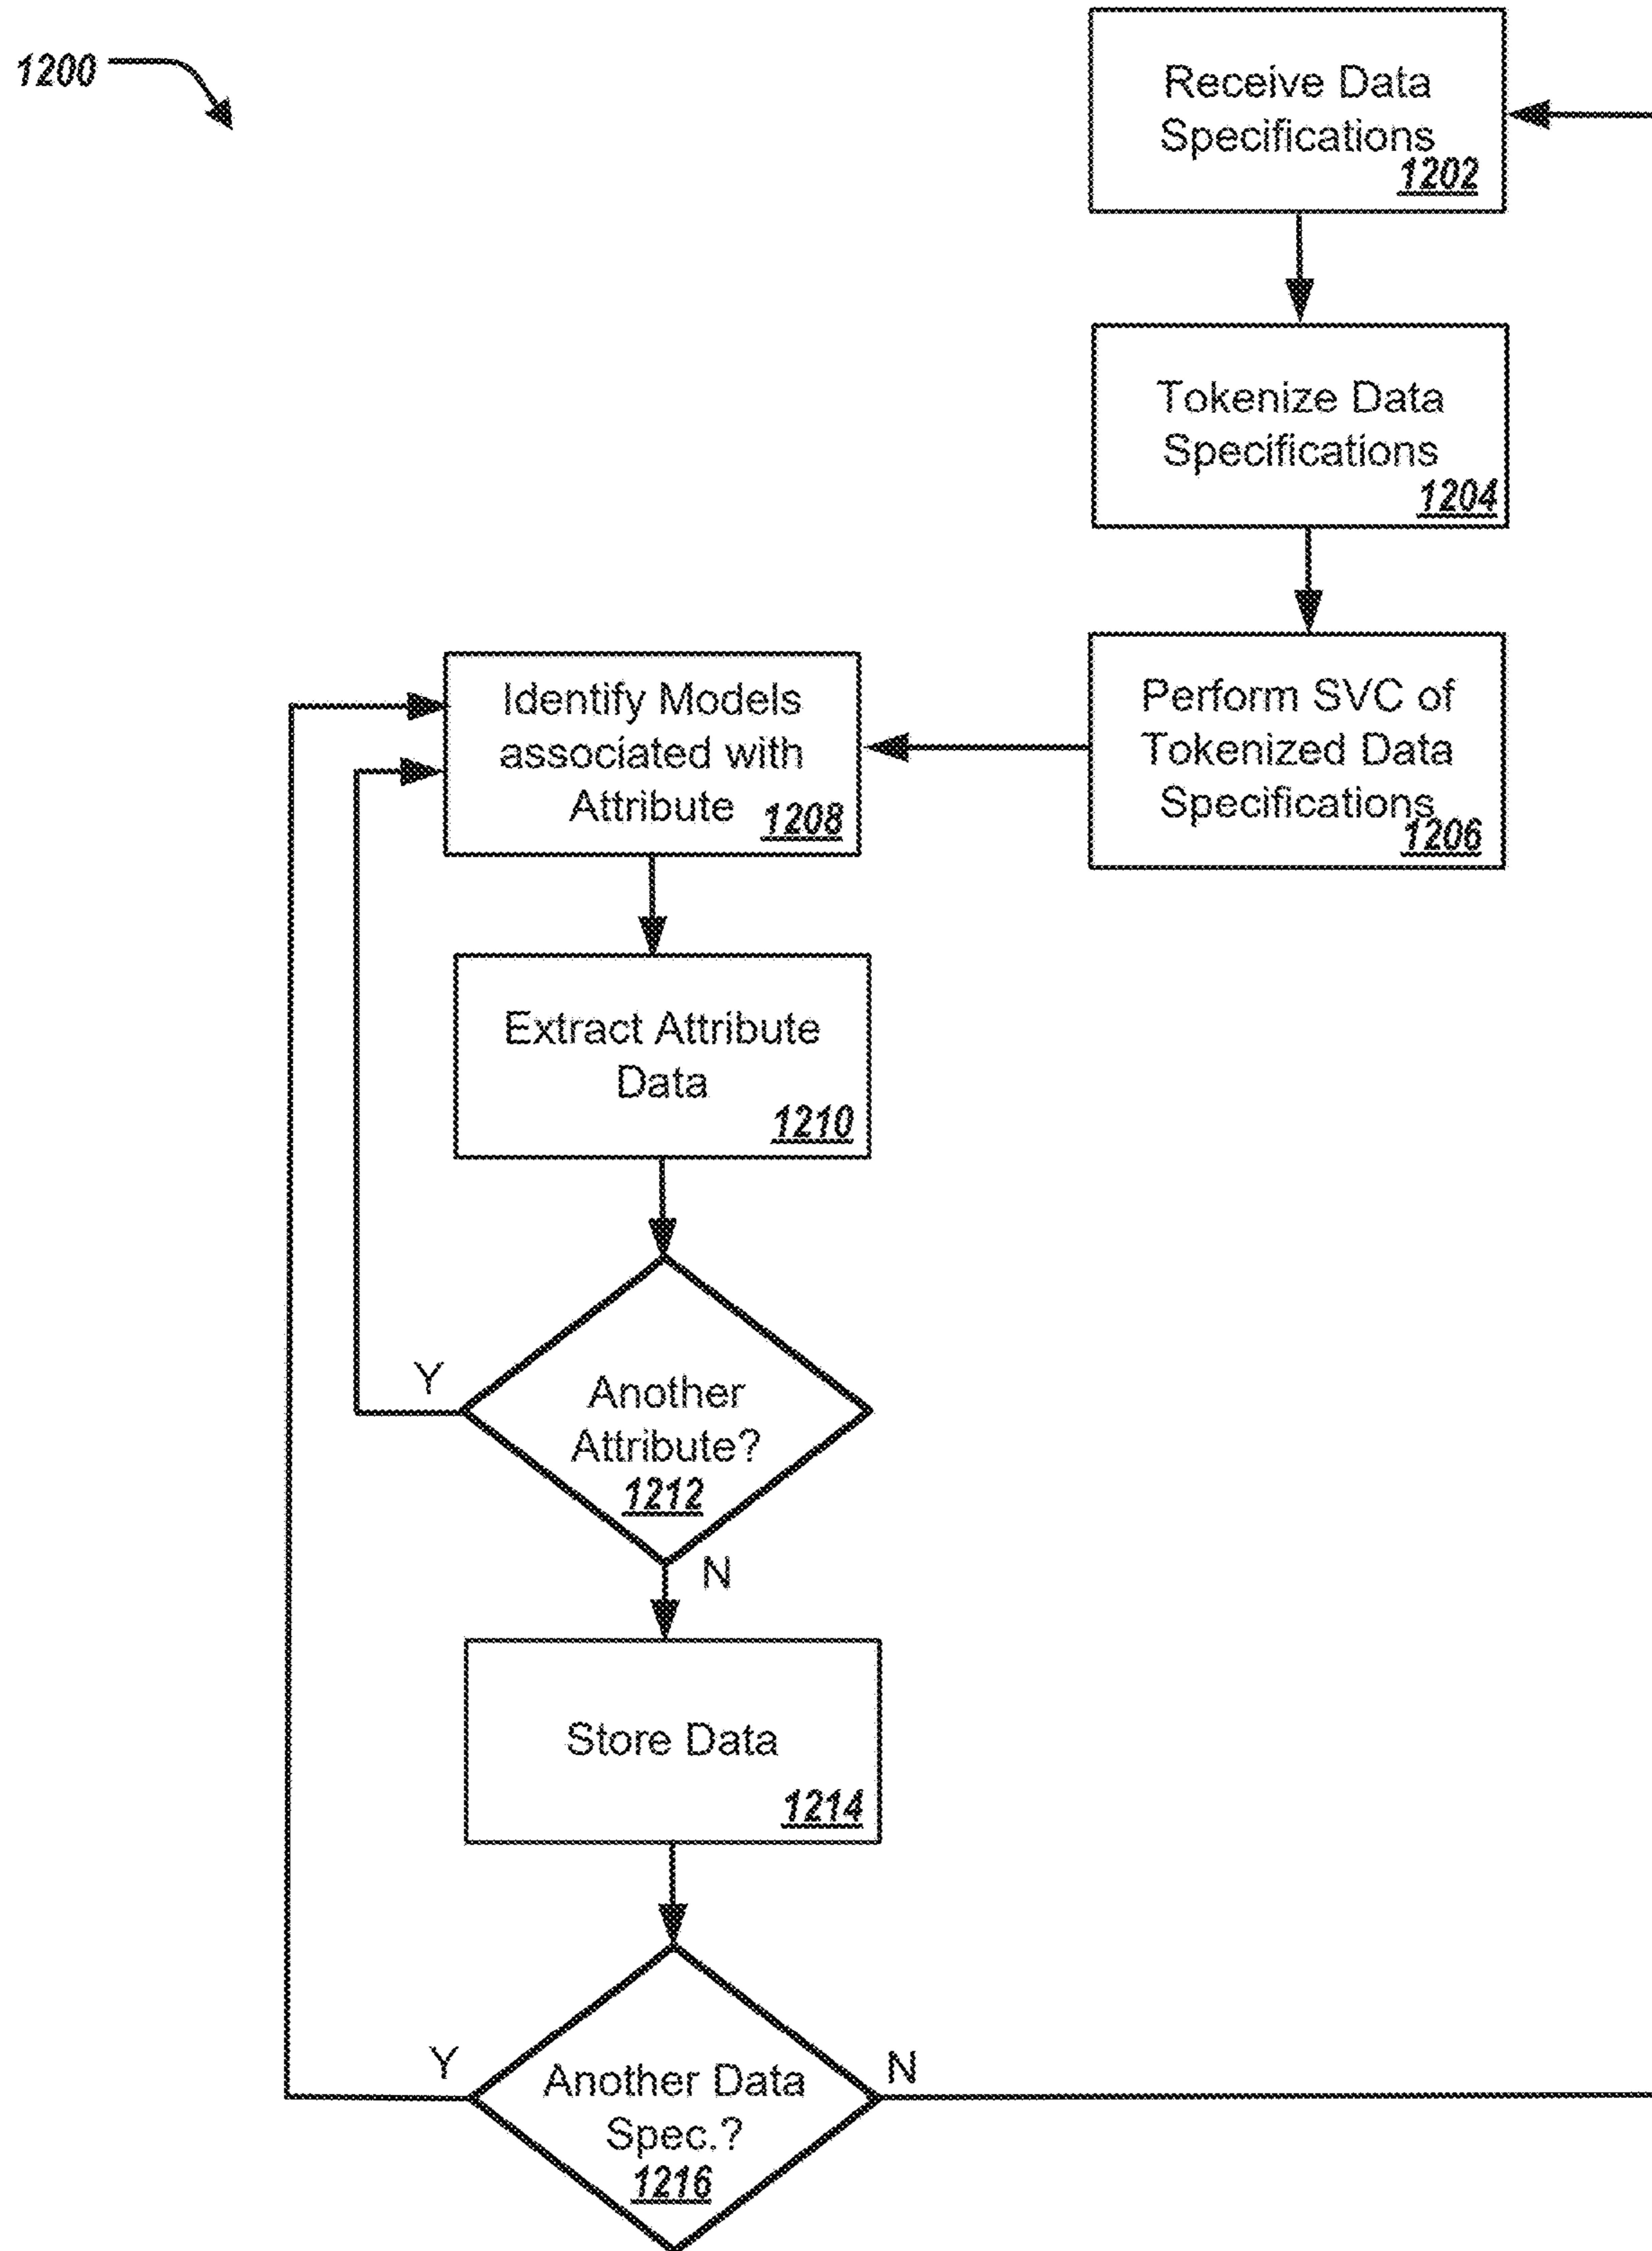 1200
Receive Data
Specifications
1202
Tokenize Data
Specifications
1204
Perform SVC of
Tokenized Data
Specifications
1206
Identify Models
associated with
Attribute
1208
Extract Attribute
Data
1210
Y
Another
Attribute?
1212
N
Store Data
1214
Y
Another Data
Spec.?
1216
N